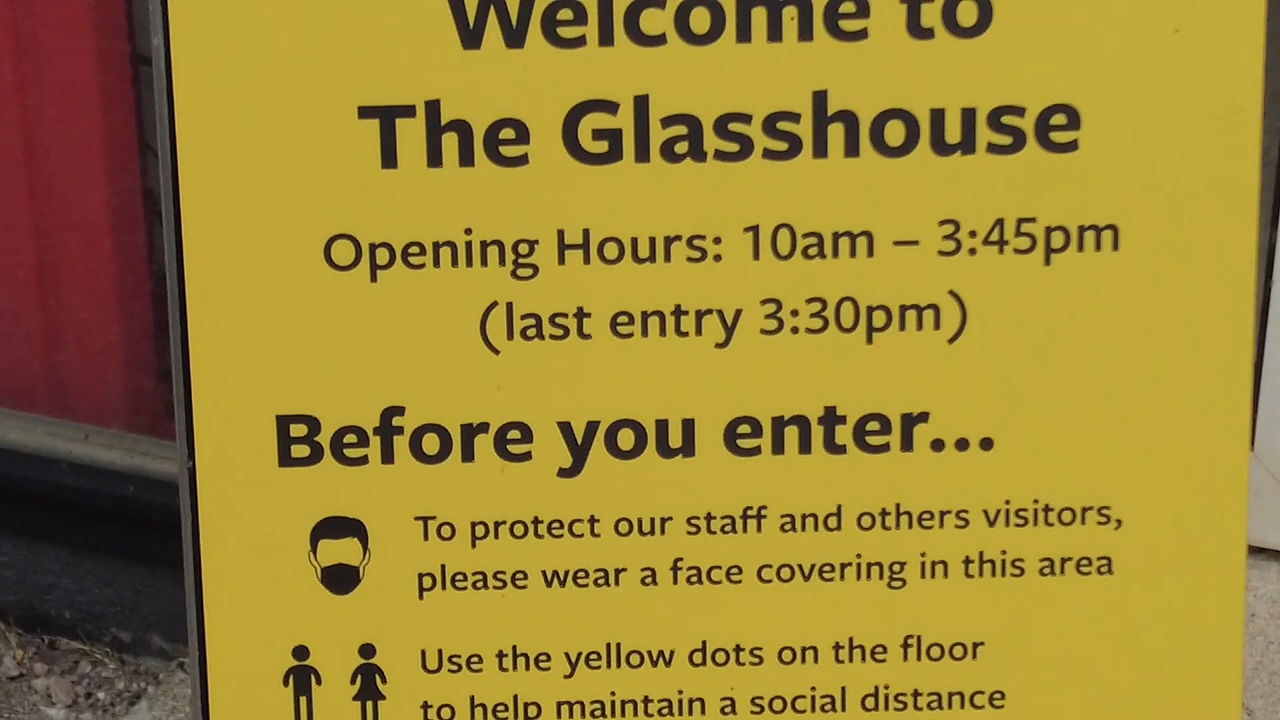 Welcome to
The Glasshouse
Opening Hours: 10am – 3:45pm
(last entry 3:30pm)
Before you enter...
To protect our staff and others visitors,
please wear a face covering in this area
Use the yellow dots on the floor
to help maintain a social distance